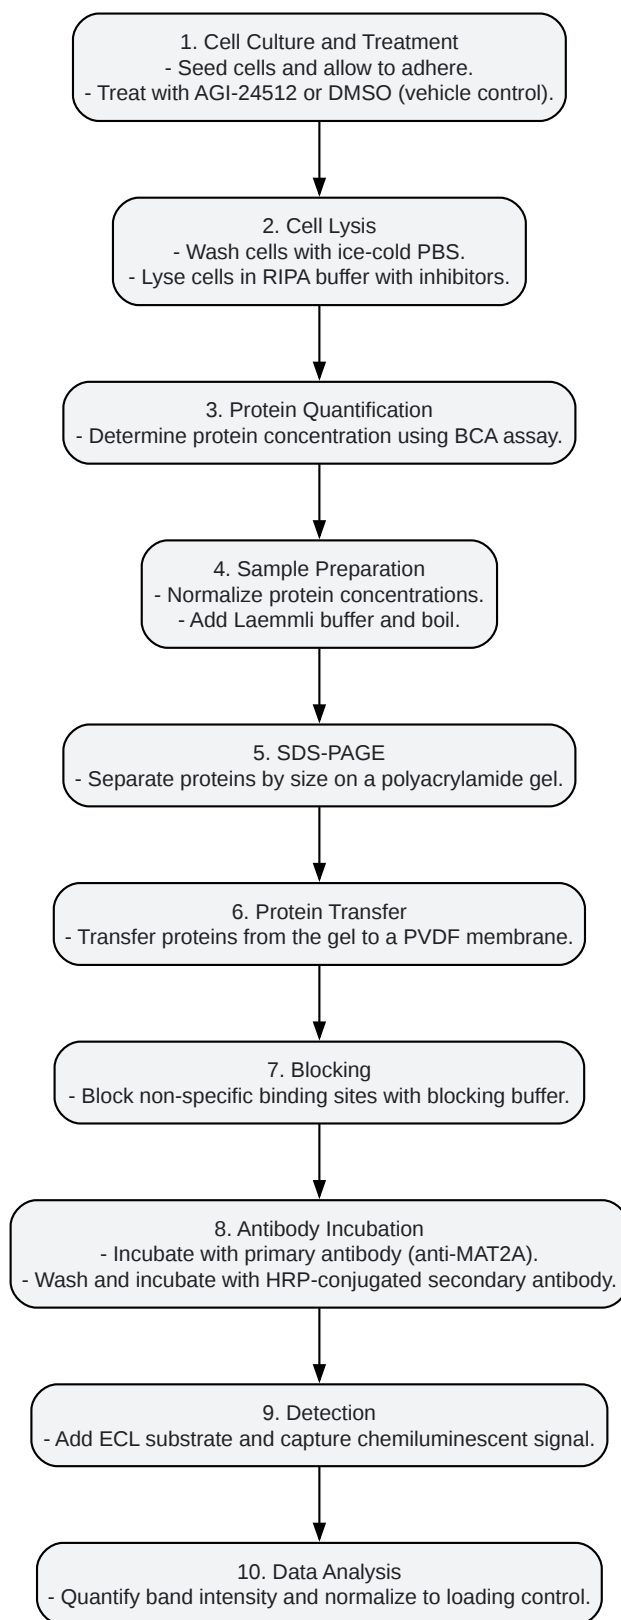 1. Cell Culture and Treatment
- Seed cells and allow to adhere.
- Treat with AGI-24512 or DMSO (vehicle control).
2. Cell Lysis
- Wash cells with ice-cold PBS.
- Lyse cells in RIPA buffer with inhibitors.
3. Protein Quantification
- Determine protein concentration using BCA assay.
4. Sample Preparation
- Normalize protein concentrations.
- Add Laemmli buffer and boil.
5. SDS-PAGE
- Separate proteins by size on a polyacrylamide gel.
6. Protein Transfer
- Transfer proteins from the gel to a PVDF membrane.
7. Blocking
- Block non-specific binding sites with blocking buffer.
8. Antibody Incubation
- Incubate with primary antibody (anti-MAT2A).
- Wash and incubate with HRP-conjugated secondary antibody.
9. Detection
- Add ECL substrate and capture chemiluminescent signal.
10. Data Analysis
- Quantify band intensity and normalize to loading control.